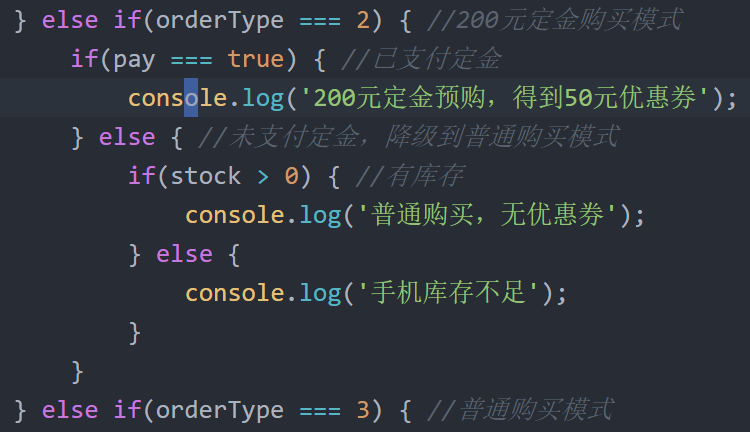 } else if(orderType === 2) { //200元定金购买模式
if(pay === true) { //已支付定金
console.log('200元定金预购，得到50元优惠券');
} else { //未支付定金，降级到普通购买模式
if(stock > 0) { //有库存
console.log('普通购买，无优惠券');
} else {
console.log('手机库存不足');
}
}
} else if(orderType === 3) { //普通购买模式